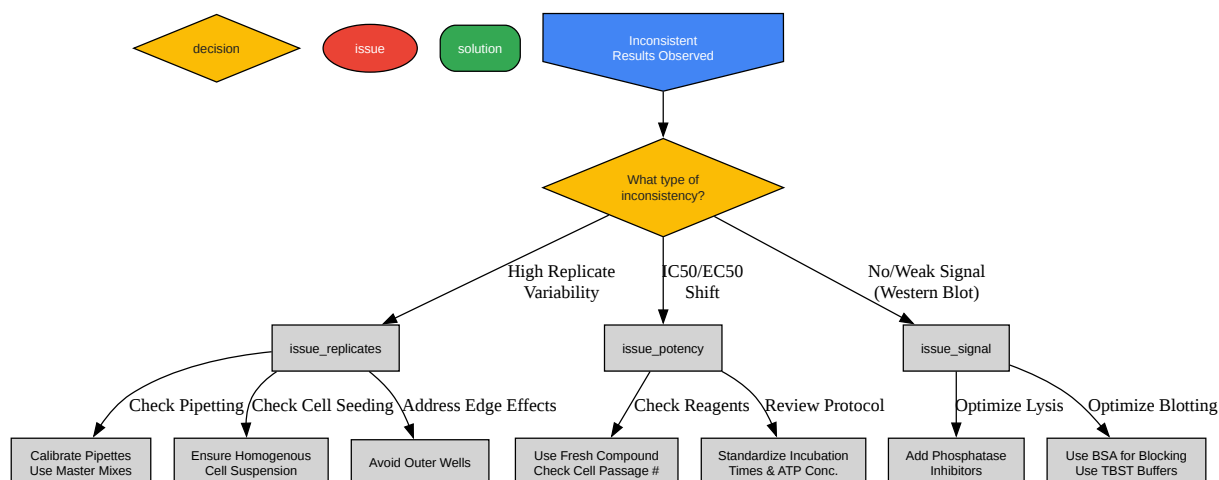 decision
issue
solution
Inconsistent
Results Observed
What type of
inconsistency?
High Replicate
Variability
IC50/EC50
Shift
No/Weak Signal
(Western Blot)
issue_replicates
issue_potency
issue_signal
Check Pipetting
Check Cell Seeding
Address Edge Effects
Check Reagents
Review Protocol
Optimize Lysis
Optimize Blotting
Calibrate Pipettes
Use Master Mixes
Ensure Homogenous
Cell Suspension
Avoid Outer Wells
Use Fresh Compound
Check Cell Passage #
Standardize Incubation
Times & ATP Conc.
Add Phosphatase
Inhibitors
Use BSA for Blocking
Use TBST Buffers